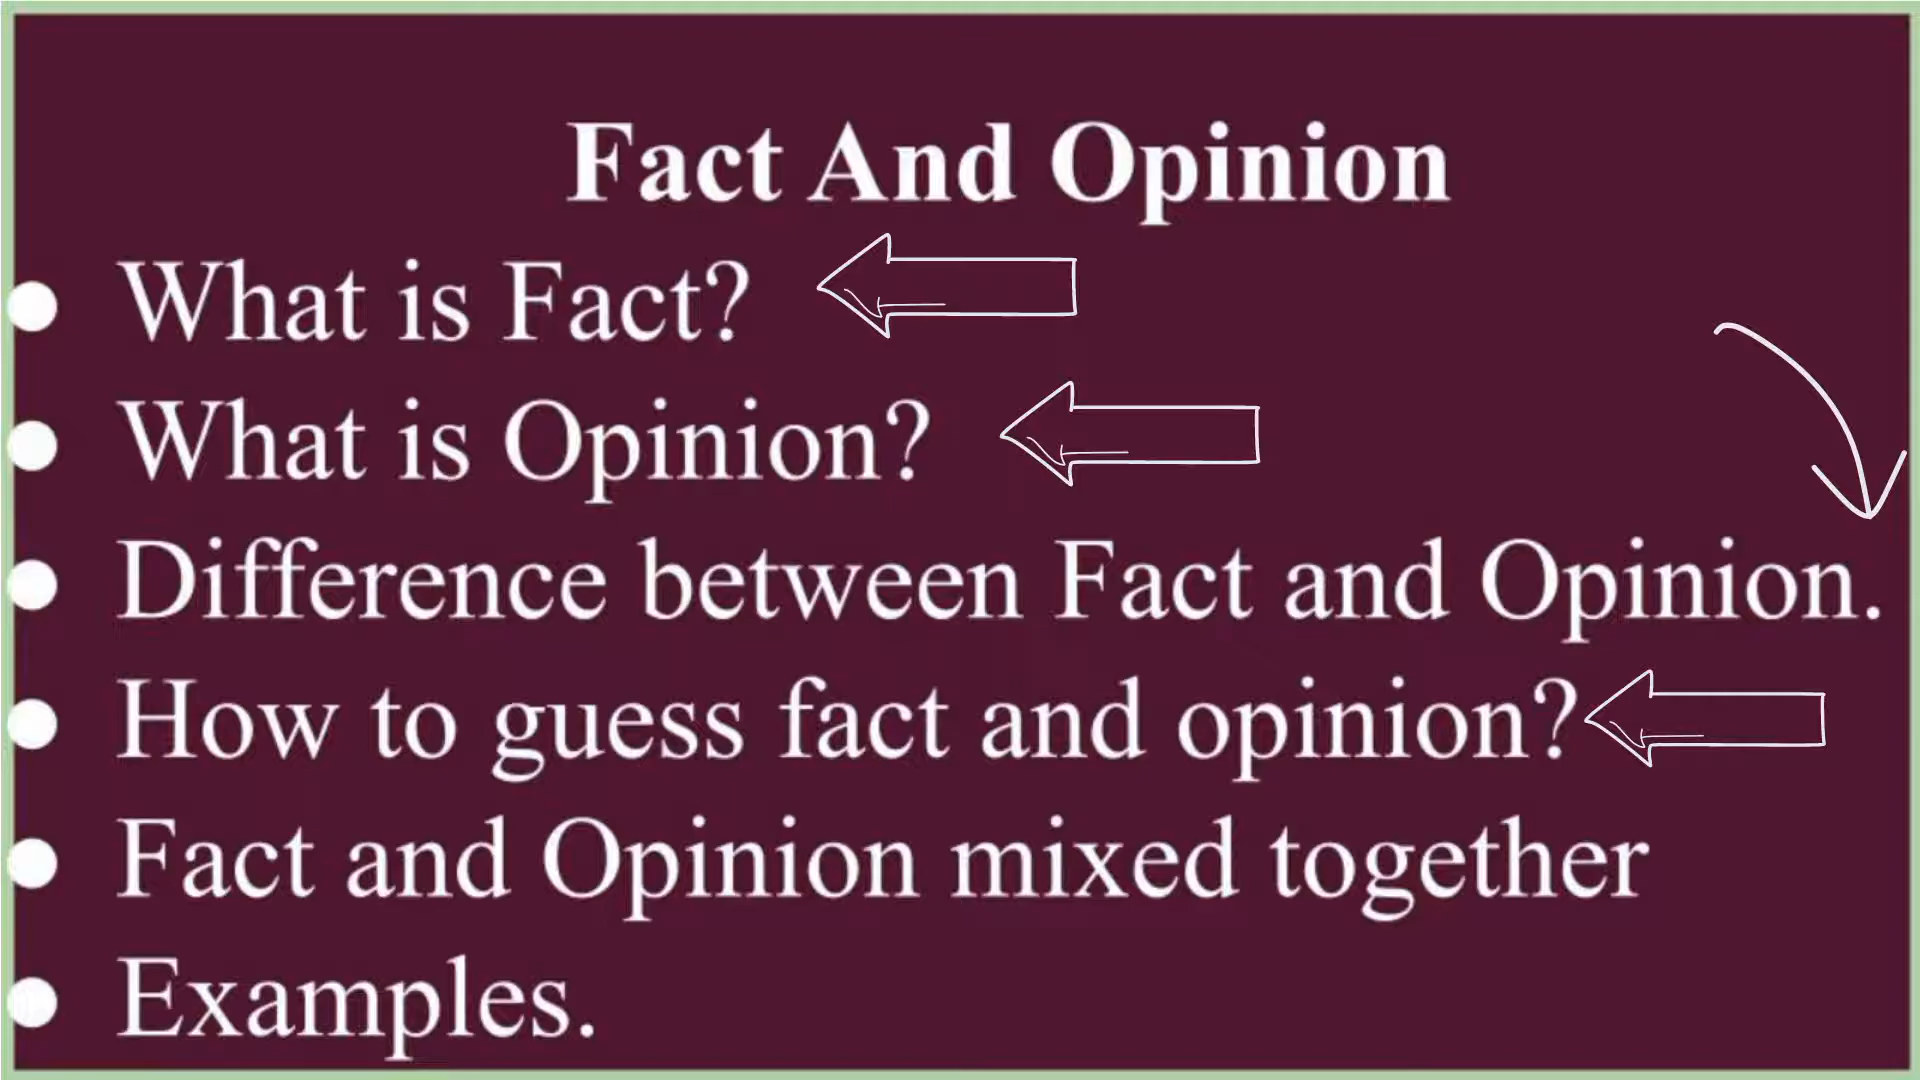 Fact And Opinion
• What is Fact?
• What is Opinion?
• Difference between Fact and Opinion.
• How to guess fact and opinion?
• Fact and Opinion mixed together
• Examples.